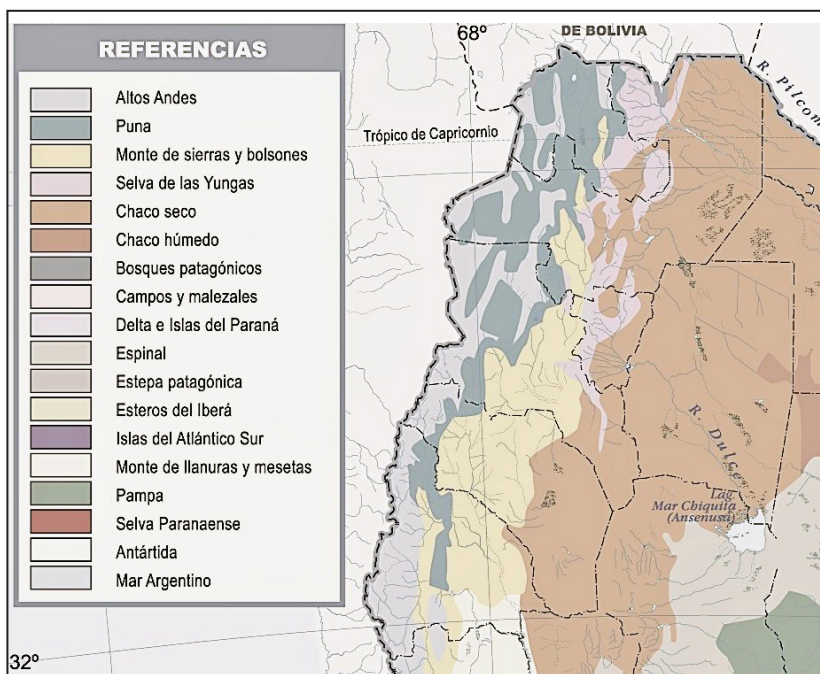 REFERENCIAS
Altos Andes
Puna
Monte de sierras y bolsones
Selva de las Yungas
Chaco seco
Chaco húmedo
Bosques patagónicos
Campos y malezales
Delta e Islas del Paraná
Espinal
Estepa patagónica
Esteros del Iberá
Islas del Atlántico Sur
Monte de llanuras y mesetas
Pampa
Selva Paranaense
Antártida
Mar Argentino
68º
DE BOLIVIA
R. Pilcom
Trópico de Capricornio
R. Dulce
Lag.
Mar Chiquita
(Ansenusa)
32º